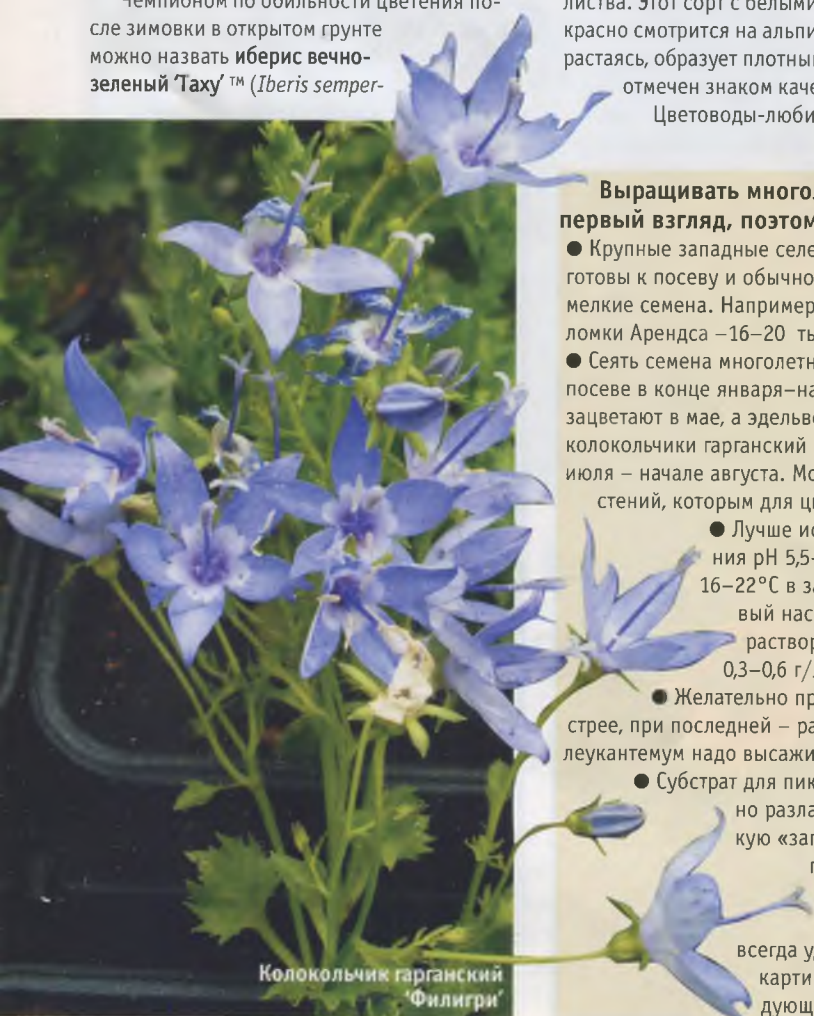 Чемпионом по обильности цветения по-
сле зимовки в открытом грунте
можно назвать иберис вечно-
зеленый 'Таху' ™ (Iberis semper-
листва. Этот сорт с белыми
красно смотрится на альпи
растаясь, образует плотны
отмечен знаком каче
Цветоводы-люби
Выращивать много
первый взгляд, поэтом
● Крупные западные селе
готовы к посеву и обычно
мелкие семена. Например
ломки Арендса –16–20 ты
● Сеять семена многолетн
посеве в конце января–на
зацветают в мае, а эдельве
колокольчики гарганский
июля – начале августа. Мо
стений, которым для ц
● Лучше ис
ния pH 5,5-
16–22°С в за
вый нас
раствор
0,3–0,6 г/
● Желательно пр
стрее, при последней – ра
леукантемум надо высажи
● Субстрат для пик
но разла
кую «заг
всегда у
карти
дующ
Колокольчик гарганский
'Филигри'